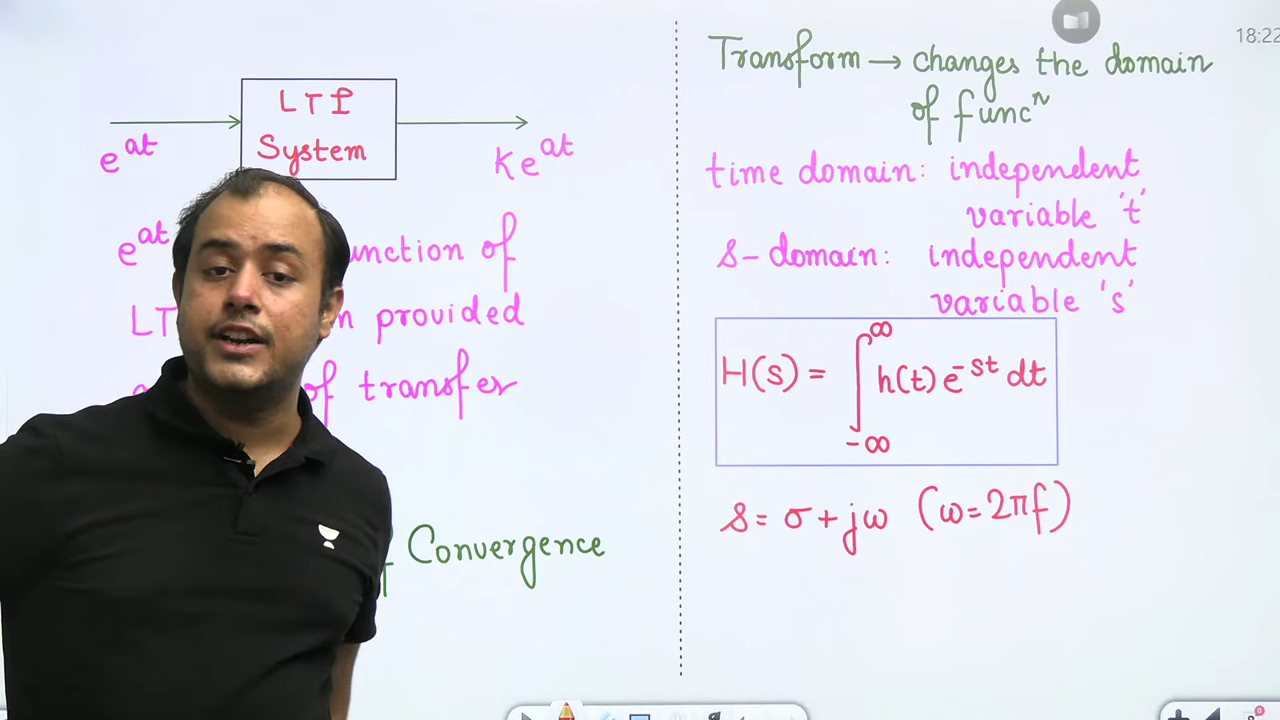 LTI
System
e^at
Ke^at
e^at unction of
LT n provided
of transfer
Convergence
Transform → changes the domain
of funcⁿ
time domain: independent
variable 't'
s-domain: independent
variable 's'
H(s) = ∫_{-∞}^{∞} h(t) e^{-st} dt
s = σ + jω (ω = 2πf)
18:22